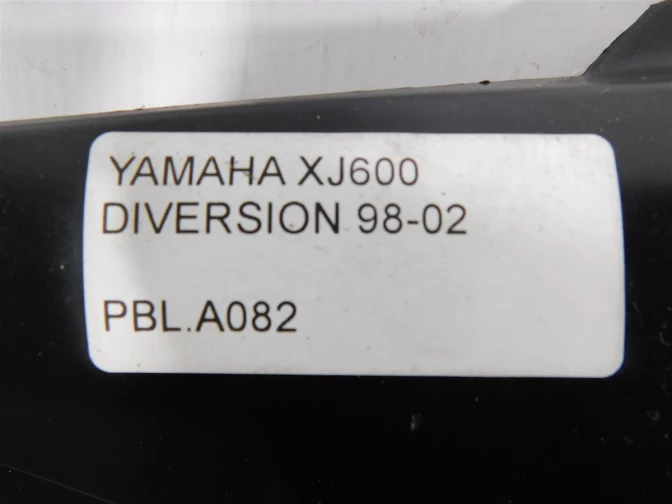 YAMAHA XJ600
DIVERSION 98-02
PBL.A082